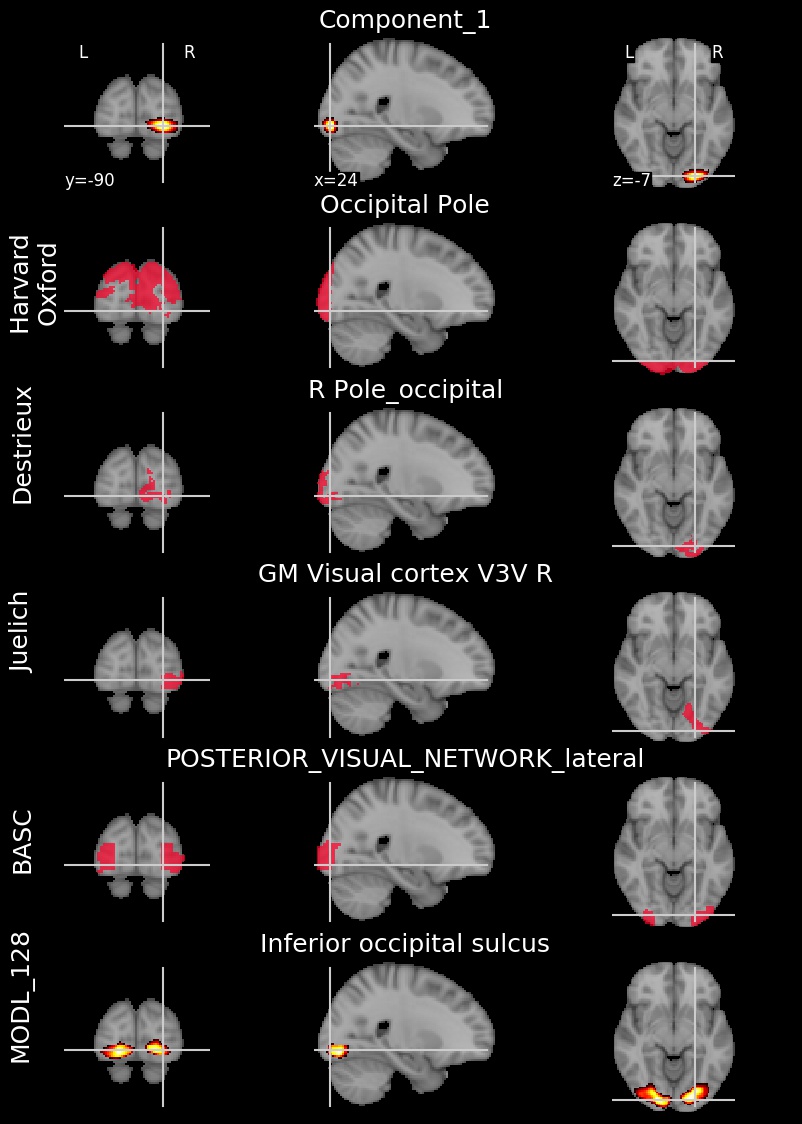 Component_1
L R
L R
y=-90 x=24 z=-7
Occipital Pole
Harvard
Oxford
R Pole_occipital
Destrieux
GM Visual cortex V3V R
Juelich
POSTERIOR_VISUAL_NETWORK_lateral
BASC
Inferior occipital sulcus
MODL_128